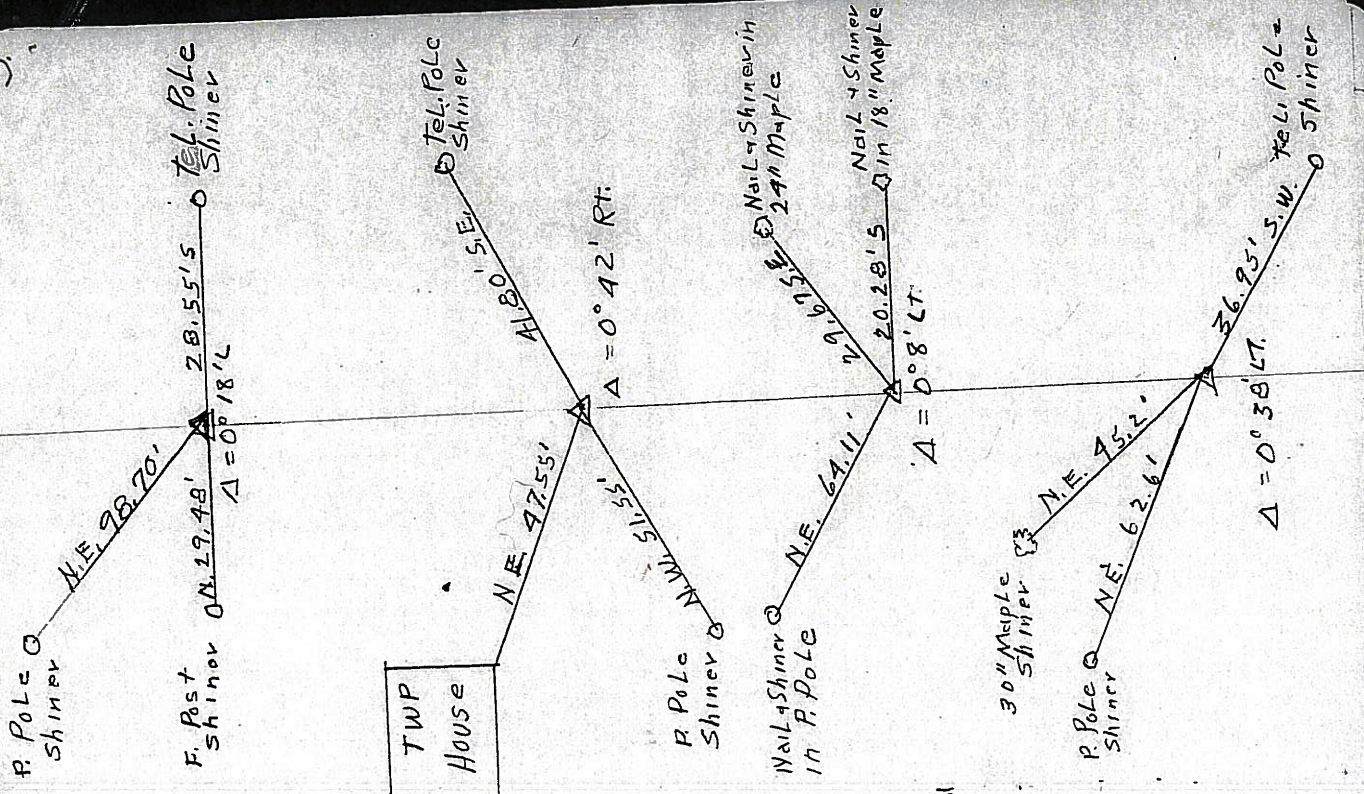 P. Pole
Shiner
N.E. 98.70'
F. Post
Shiner
N. 29.48'
28.55' S
Tel. Pole
Shiner
Δ = 0° 18' L
TWP
House
N.E. 47.55'
41.80' S.E.
Tel. Pole
Shiner
Δ = 0° 42' Rt.
N.W. 51.55'
P. Pole
Shiner
Nail & Shiner
in P. Pole
N.E. 64.11'
29.67 S.E.
Nail & Shiner in
24" Maple
20.28' S
Nail & Shiner
in 18" Maple
Δ = 0° 8' Lt.
30" Maple
Shiner
N.E. 45.2'
P. Pole
Shiner
N.E. 62.6'
36.95' S.W.
Tel. Pole
Shiner
Δ = 0° 38' Lt.